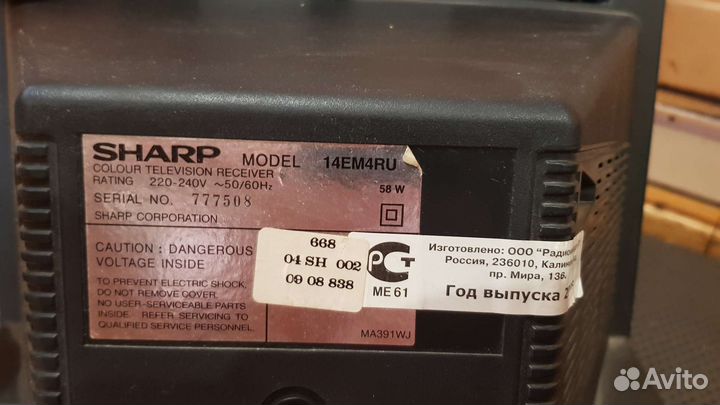 SHARP MODEL 14EM4RU
COLOUR TELEVISION RECEIVER
RATING 220-240V ~50/60Hz 58 W
SERIAL NO. 777508
SHARP CORPORATION
CAUTION : DANGEROUS
VOLTAGE INSIDE
TO PREVENT ELECTRIC SHOCK,
DO NOT REMOVE COVER.
NO USER-SERVICEABLE PARTS
INSIDE. REFER SERVICING TO
QUALIFIED SERVICE PERSONNEL.
MA391WJ
668
04 SH 002
09 08 838
РСТ
ME 61
Изготовлено: ООО
Россия, 236010,
пр. Мира, 136.
Год выпуска
Avito